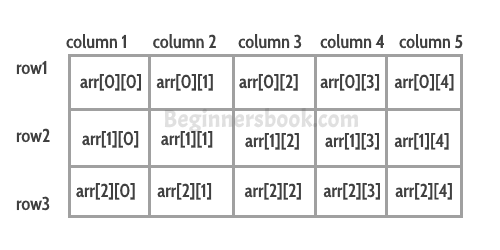 column 1 column 2 column 3 column 4 column 5
row1 arr[0][0] arr[0][1] arr[0][2] arr[0][3] arr[0][4]
Beginnersbook.com
row2 arr[1][0] arr[1][1] arr[1][2] arr[1][3] arr[1][4]
row3 arr[2][0] arr[2][1] arr[2][2] arr[2][3] arr[2][4]